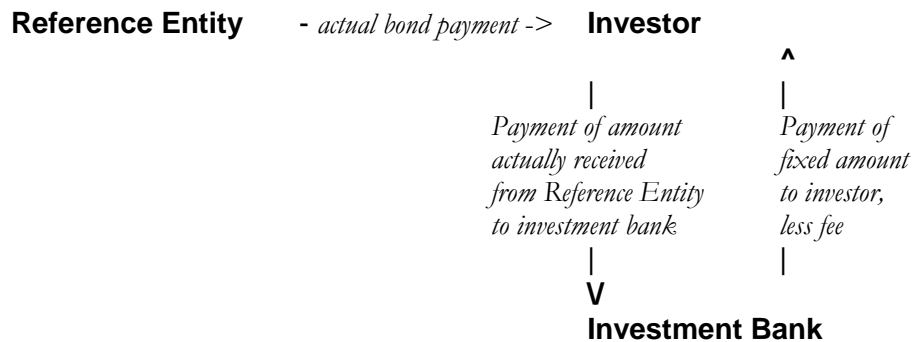 Reference Entity - actual bond payment -> Investor
^
| |
Payment of amount Payment of
actually received fixed amount
from Reference Entity to investor,
to investment bank less fee
| |
V
Investment Bank